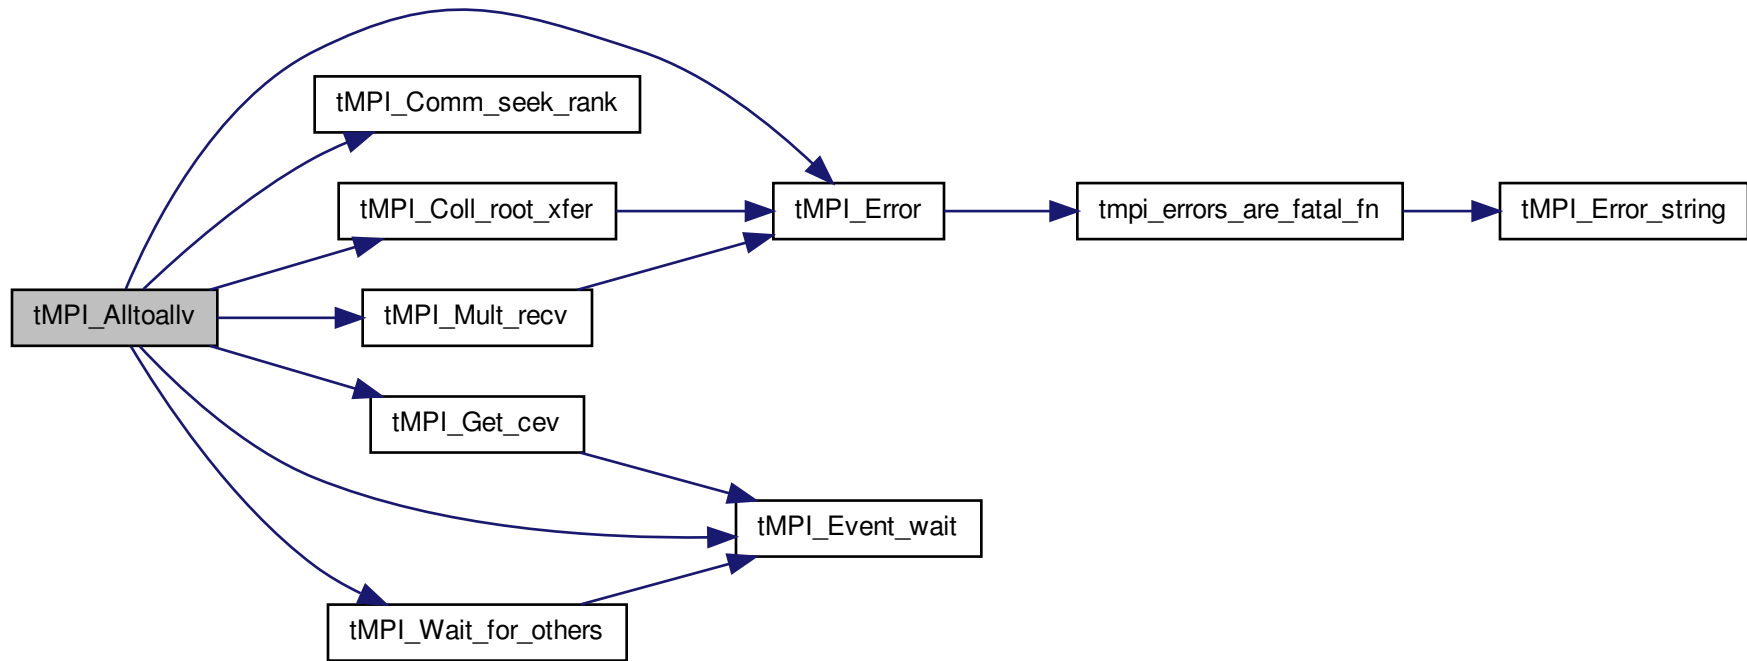 tMPI_Comm_seek_rank
tMPI_Coll_root_xfer
tMPI_Error
tmpi_errors_are_fatal_fn
tMPI_Error_string
tMPI_Alltoallv
tMPI_Mult_recv
tMPI_Get_cev
tMPI_Event_wait
tMPI_Wait_for_others